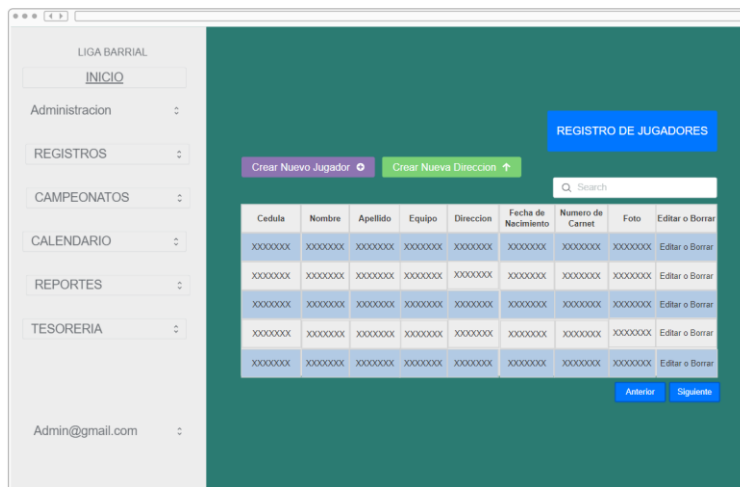 LIGA BARRIAL
INICIO
Administracion
REGISTROS
CAMPEONATOS
CALENDARIO
REPORTES
TESORERIA
Admin@gmail.com
REGISTRO DE JUGADORES
Crear Nuevo Jugador
Crear Nueva Direccion
Search
Cedula Nombre Apellido Equipo Direccion Fecha de Nacimiento Numero de Carnet Foto Editar o Borrar
XXXXXXX XXXXXXX XXXXXXX XXXXXXX XXXXXXX XXXXXXX XXXXXXX XXXXXXX Editar o Borrar
XXXXXXX XXXXXXX XXXXXXX XXXXXXX XXXXXXX XXXXXXX XXXXXXX XXXXXXX Editar o Borrar
XXXXXXX XXXXXXX XXXXXXX XXXXXXX XXXXXXX XXXXXXX XXXXXXX XXXXXXX Editar o Borrar
XXXXXXX XXXXXXX XXXXXXX XXXXXXX XXXXXXX XXXXXXX XXXXXXX XXXXXXX Editar o Borrar
XXXXXXX XXXXXXX XXXXXXX XXXXXXX XXXXXXX XXXXXXX XXXXXXX XXXXXXX Editar o Borrar
Anterior Siguiente